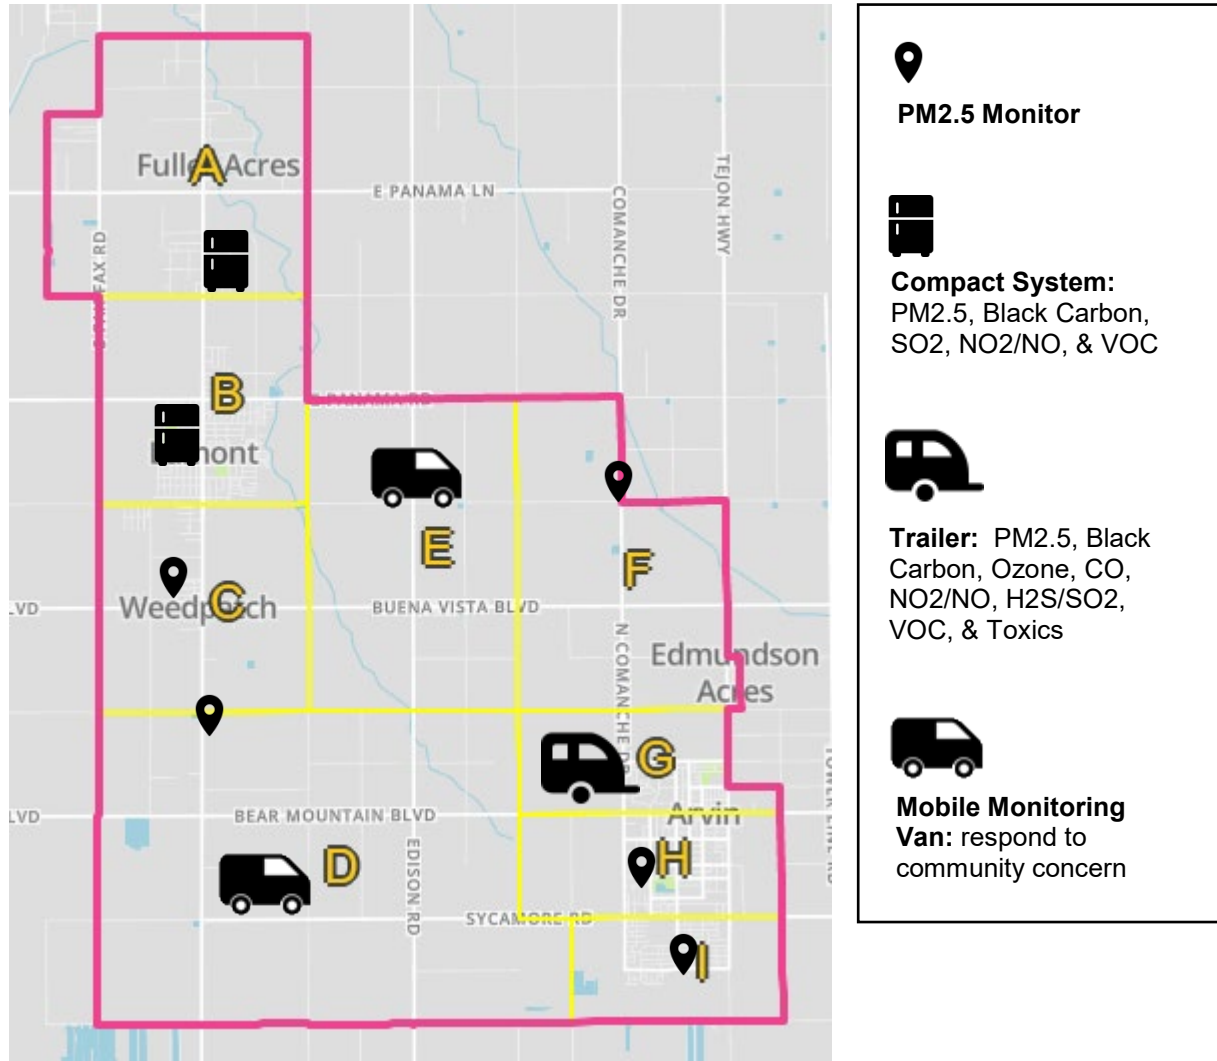 Fulle
A
Acres
E PANAMA LN
COMANCHE DR
TEJON HWY
FAX RD
B
mont
PANAMA RD
E
F
C
Weedpatch
LVD
BUENA VISTA BLVD
N COMANCHE DR
Edmundson
Acres
G
LVD
BEAR MOUNTAIN BLVD
Arvin
D
EDISON RD
H
SYCAMORE RD
I
PM2.5 Monitor
Compact System:
PM2.5, Black Carbon,
SO2, NO2/NO, & VOC
Trailer: PM2.5, Black
Carbon, Ozone, CO,
NO2/NO, H2S/SO2,
VOC, & Toxics
Mobile Monitoring
Van: respond to
community concern